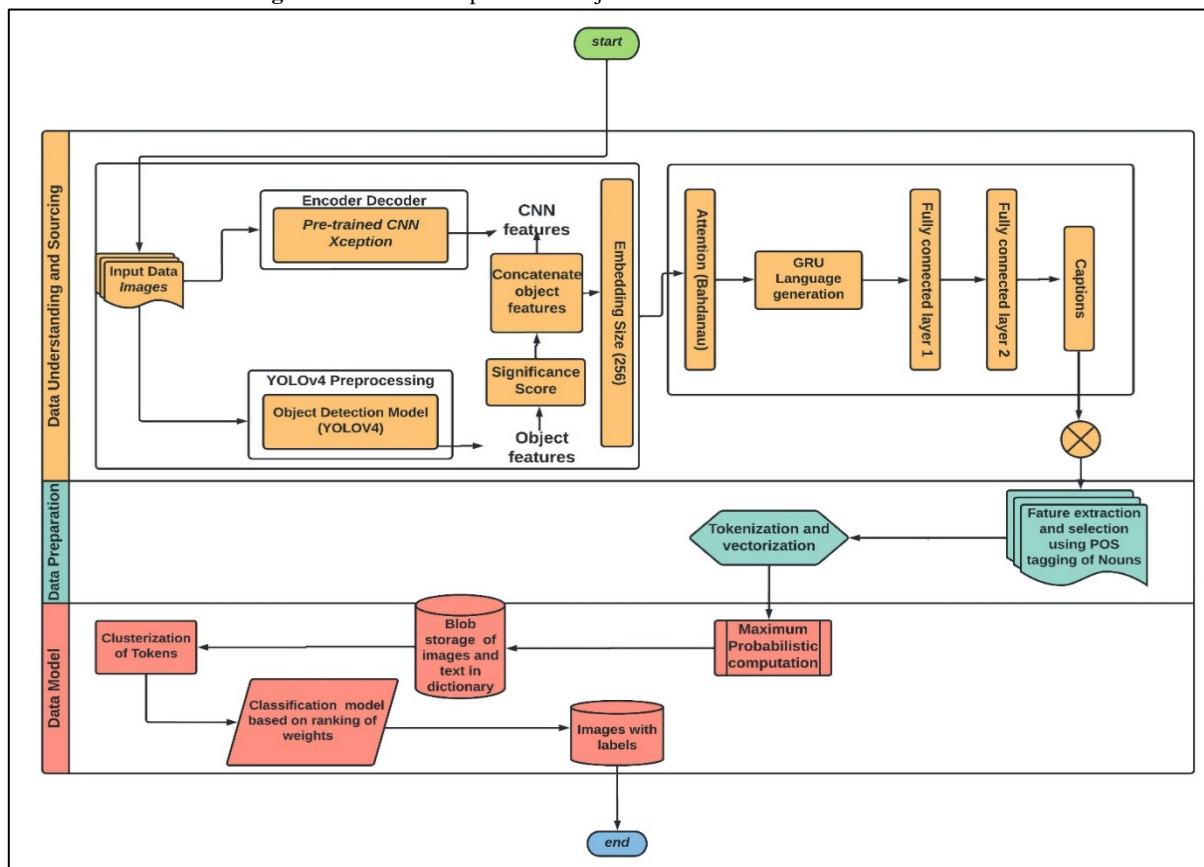 start
Data Understanding and Sourcing
Input Data
Images
Encoder Decoder
Pre-trained CNN
Xception
YOLOv4 Preprocessing
Object Detection Model
(YOLOV4)
CNN
features
Concatenate
object
features
Significance
Score
Object
features
Embedding Size (256)
Attention (Bahdanau)
GRU
Language
generation
Fully connected layer 1
Fully connected layer 2
Captions
Data Preparation
Fature extraction
and selection
using POS
tagging of Nouns
Tokenization and
vectorization
Data Model
Maximum
Probabilistic
computation
Blob
storage of
images and
text in
dictionary
Clusterization
of Tokens
Classification model
based on ranking of
weights
Images with
labels
end